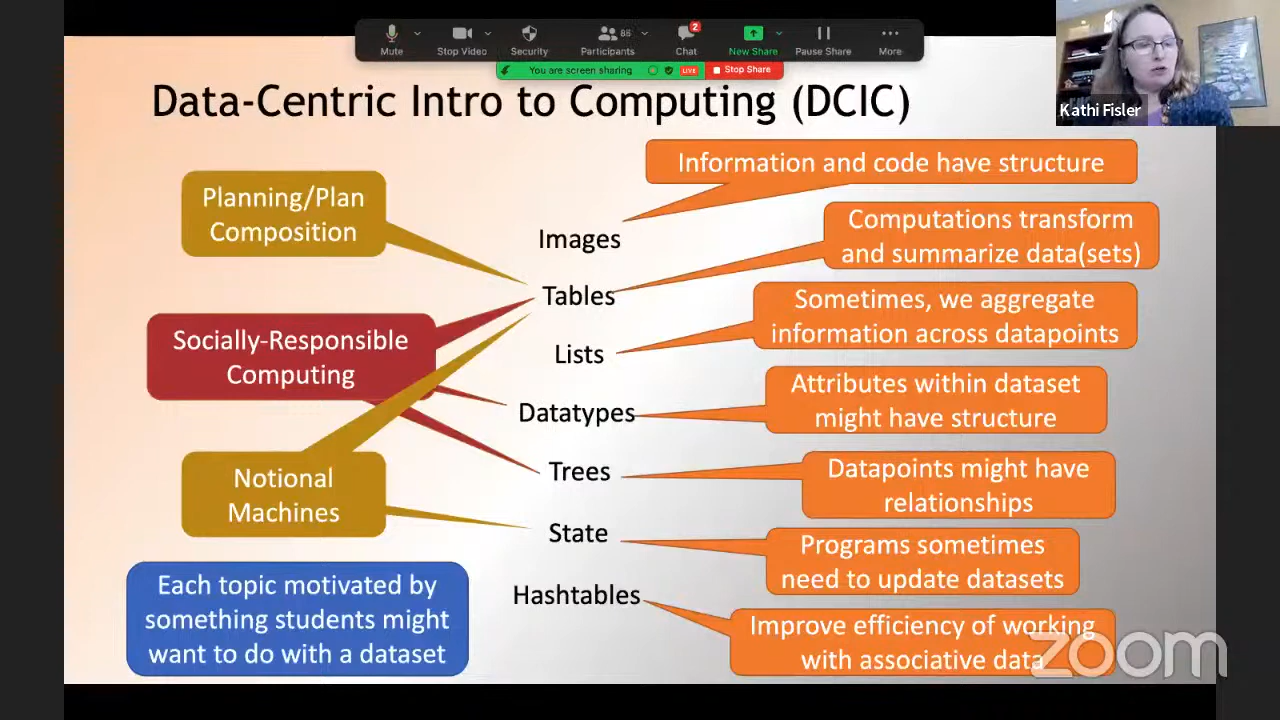 Mute
Stop Video
Security
88
Participants
2
Chat
New Share
Pause Share
More
You are screen sharing
LIVE
Stop Share
Kathi Fisler
Data-Centric Intro to Computing (DCIC)
Planning/Plan
Composition
Socially-Responsible
Computing
Notional
Machines
Each topic motivated by
something students might
want to do with a dataset
Images
Tables
Lists
Datatypes
Trees
State
Hashtables
Information and code have structure
Computations transform
and summarize data(sets)
Sometimes, we aggregate
information across datapoints
Attributes within dataset
might have structure
Datapoints might have
relationships
Programs sometimes
need to update datasets
Improve efficiency of working
with associative data
zoom